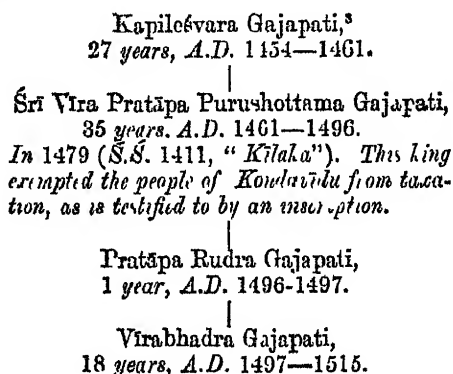 Kapileśvara Gajapati,³
27 years, A.D. 1454—1461.
Śrī Vīra Pratāpa Purushottama Gajapati,
35 years. A.D. 1461—1496.
In 1479 (Ś.Ś. 1411, “ Kīlaka”). This king
exempted the people of Kondavīdu from taxa-
tion, as is testified to by an inscription.
Pratāpa Rudra Gajapati,
1 year, A.D. 1496-1497.
Vīrabhadra Gajapati,
18 years, A.D. 1497—1515.